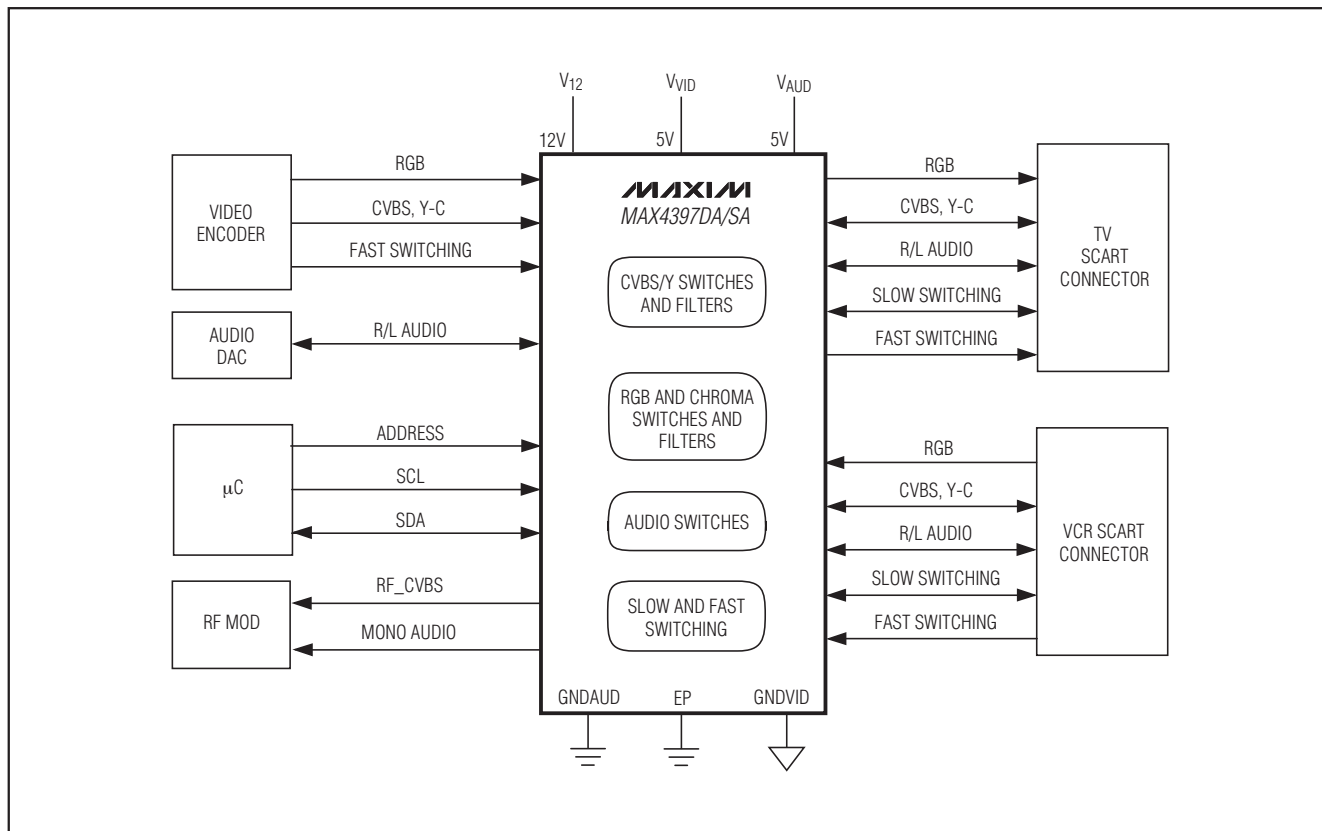 V12
VVID
VAUD
12V
5V
5V
VIDEO
ENCODER
RGB
CVBS, Y-C
FAST SWITCHING
AUDIO
DAC
R/L AUDIO
μC
ADDRESS
SCL
SDA
RF MOD
RF_CVBS
MONO AUDIO
MAXIM
MAX4397DA/SA
CVBS/Y SWITCHES
AND FILTERS
RGB AND CHROMA
SWITCHES AND
FILTERS
AUDIO SWITCHES
SLOW AND FAST
SWITCHING
GNDAUD
EP
GNDVID
RGB
CVBS, Y-C
R/L AUDIO
SLOW SWITCHING
FAST SWITCHING
TV
SCART
CONNECTOR
RGB
CVBS, Y-C
R/L AUDIO
SLOW SWITCHING
FAST SWITCHING
VCR SCART
CONNECTOR